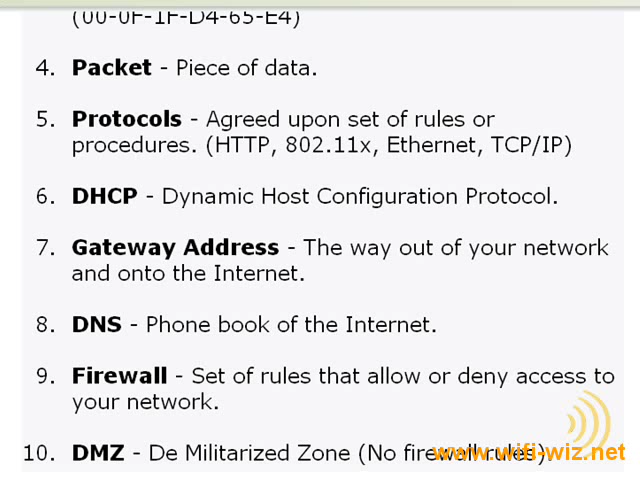 (00-0F-1F-D4-65-E4)
4. Packet - Piece of data.
5. Protocols - Agreed upon set of rules or
procedures. (HTTP, 802.11x, Ethernet, TCP/IP)
6. DHCP - Dynamic Host Configuration Protocol.
7. Gateway Address - The way out of your network
and onto the Internet.
8. DNS - Phone book of the Internet.
9. Firewall - Set of rules that allow or deny access to
your network.
10. DMZ - De Militarized Zone (No firewall rules).
www.wifi-wiz.net